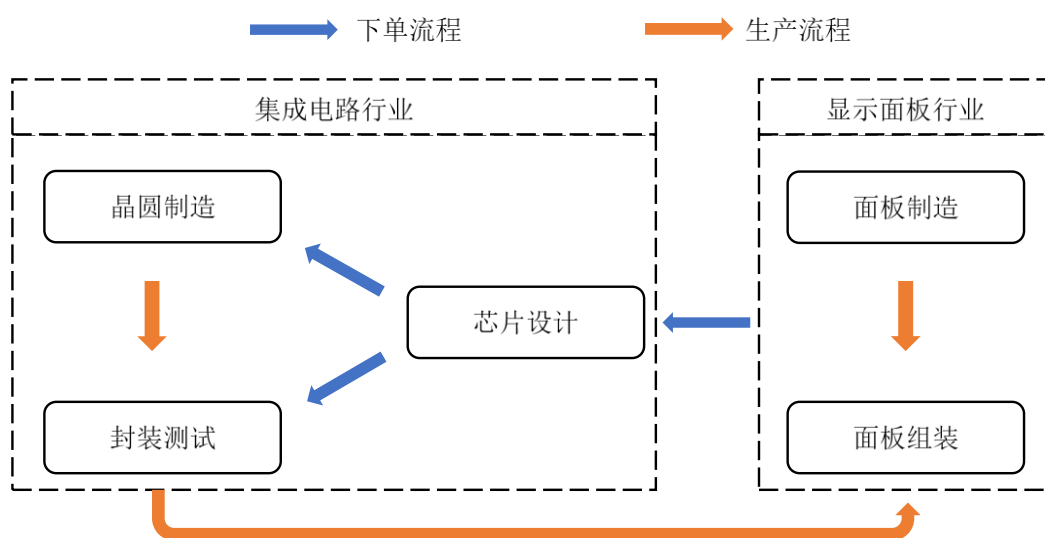 下单流程
生产流程
集成电路行业
显示面板行业
晶圆制造
面板制造
芯片设计
封装测试
面板组装